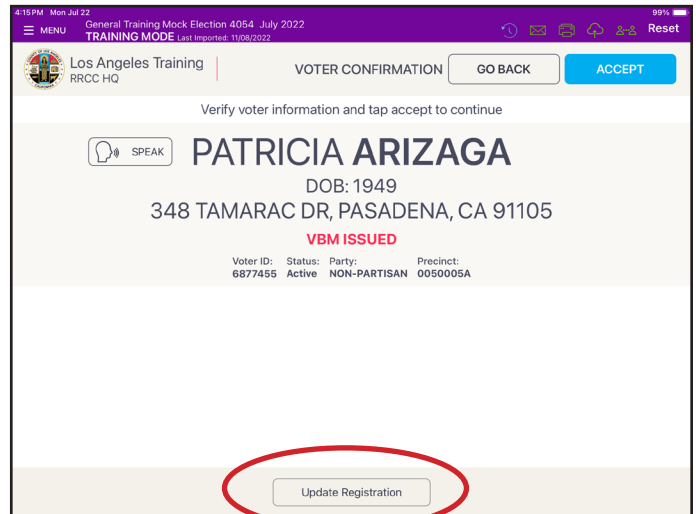 4:15 PM Mon Jul 22
99%
MENU
General Training Mock Election 4054 July 2022
TRAINING MODE Last Imported: 11/08/2022
Reset
Los Angeles Training
RRCC HQ
VOTER CONFIRMATION
GO BACK
ACCEPT
Verify voter information and tap accept to continue
SPEAK
PATRICIA ARIZAGA
DOB: 1949
348 TAMARAC DR, PASADENA, CA 91105
VBM ISSUED
Voter ID: Status: Party: Precinct:
6877455 Active NON-PARTISAN 0050005A
Update Registration